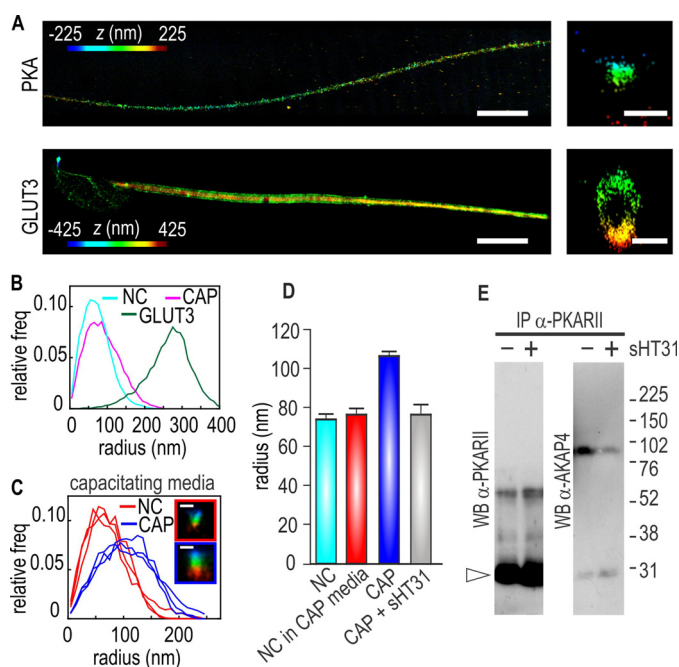 A
-225 z (nm) 225
PKA
GLUT3
z (nm)
-425 425
B
NC CAP
GLUT3
relative freq
0.10
0.05
0
0 100 200 300 400
radius (nm)
C
capacitating media
NC
CAP
relative freq
0.10
0.05
0
0 100 200
radius (nm)
D
radius (nm)
120
100
80
60
40
20
0
NC
NC in CAP media
CAP
CAP + sHT31
E
IP α-PKARII
− + − + sHT31
WB α-PKARII
WB α-AKAP4
225
150
102
76
52
38
31